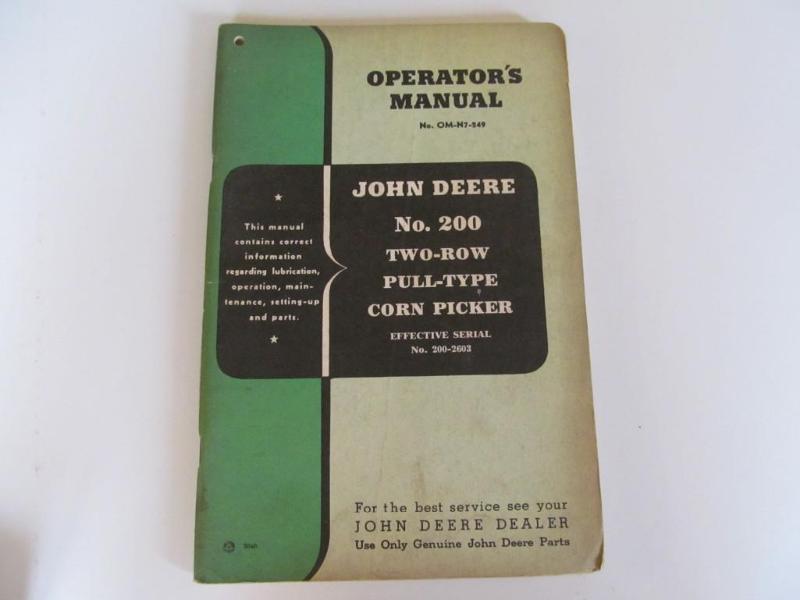 OPERATOR'S
MANUAL
No. OM-N7-549
★
This manual
contains correct
information
regarding lubrication,
operation, main-
tenance, setting-up
and parts.
★
JOHN DEERE
No. 200
TWO-ROW
PULL-TYPE
CORN PICKER
EFFECTIVE SERIAL
No. 200-2603
For the best service see your
JOHN DEERE DEALER
Use Only Genuine John Deere Parts